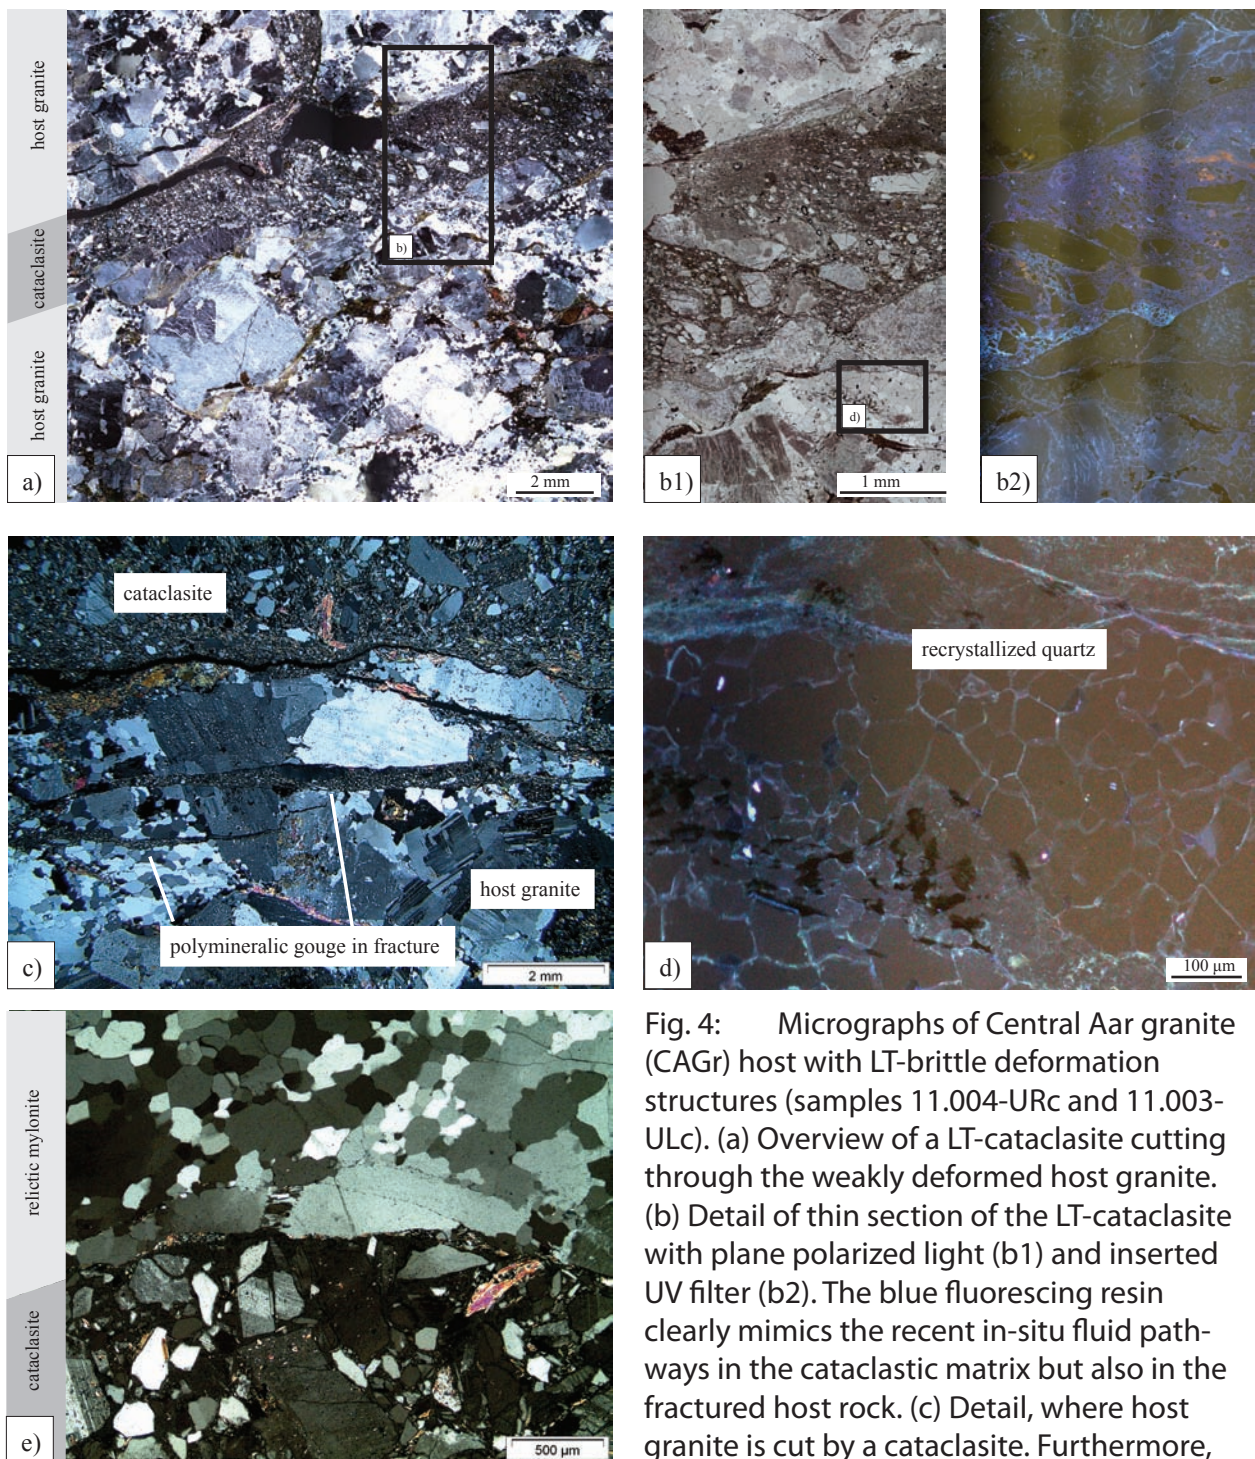 host granite
cataclasite
host granite
a)
b)
2 mm
b1)
d)
1 mm
b2)
cataclasite
host granite
polymineralic gouge in fracture
c)
2 mm
recrystallized quartz
d)
100 µm
relictic mylonite
cataclasite
e)
500 µm
Fig. 4: Micrographs of Central Aar granite
(CAGr) host with LT-brittle deformation
structures (samples 11.004-URc and 11.003-
ULc). (a) Overview of a LT-cataclasite cutting
through the weakly deformed host granite.
(b) Detail of thin section of the LT-cataclasite
with plane polarized light (b1) and inserted
UV filter (b2). The blue fluorescing resin
clearly mimics the recent in-situ fluid path-
ways in the cataclastic matrix but also in the
fractured host rock. (c) Detail, where host
granite is cut by a cataclasite. Furthermore,